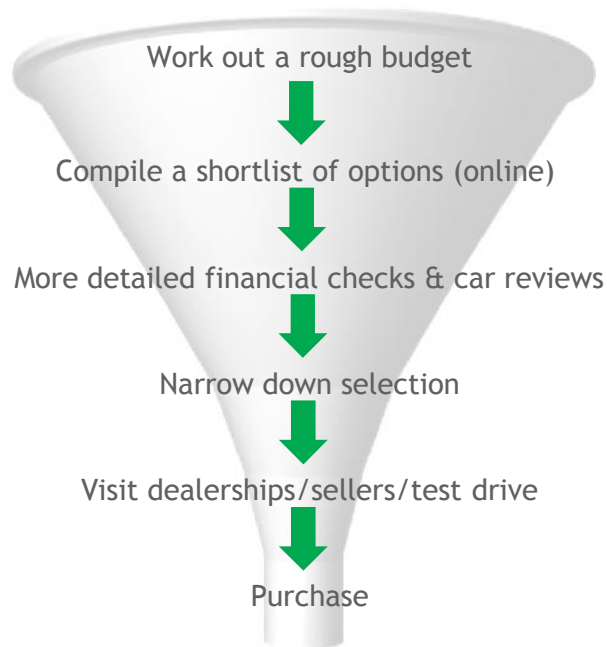 Work out a rough budget
Compile a shortlist of options (online)
More detailed financial checks & car reviews
Narrow down selection
Visit dealerships/sellers/test drive
Purchase